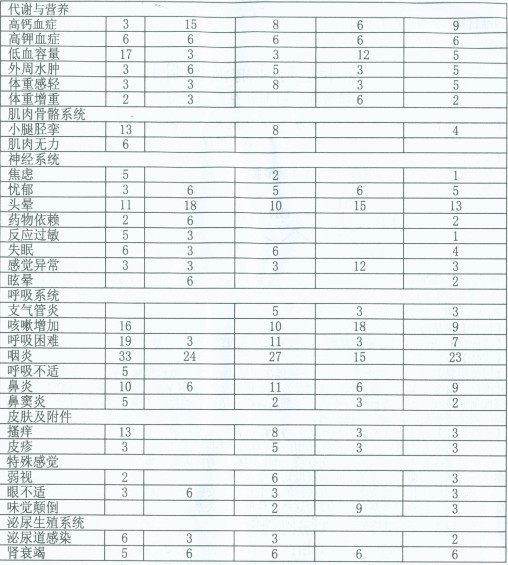 代谢与营养
高钙血症 3 15 8 6 9
高钾血症 6 6 6 6 6
低血容量 17 3 3 12 5
外周水肿 3 6 5 3 5
体重感轻 3 3 8 3 5
体重增重 2 3 6 2
肌肉骨骼系统
小腿胫挛 13 8 4
肌肉无力 6
神经系统
焦虑 5 2 1
忧郁 3 6 5 6 5
头晕 11 18 10 15 13
药物依赖 2 6 2
反应过敏 5 3 1
失眠 6 3 6 4
感觉异常 3 3 3 12 3
眩晕 6 2
呼吸系统
支气管炎 5 3 3
咳嗽增加 16 10 18 9
呼吸困难 19 3 11 3 7
咽炎 33 24 27 15 23
呼吸不适 5
鼻炎 10 6 11 6 9
鼻窦炎 5 2 3 2
皮肤及附件
搔痒 13 8 3 3
皮疹 3 5 3 3
特殊感觉
弱视 2 6 3
眼不适 3 6 3 3
味觉颠倒 2 9 3
泌尿生殖系统
泌尿道感染 6 3 3 2
肾衰竭 5 6 6 6 6